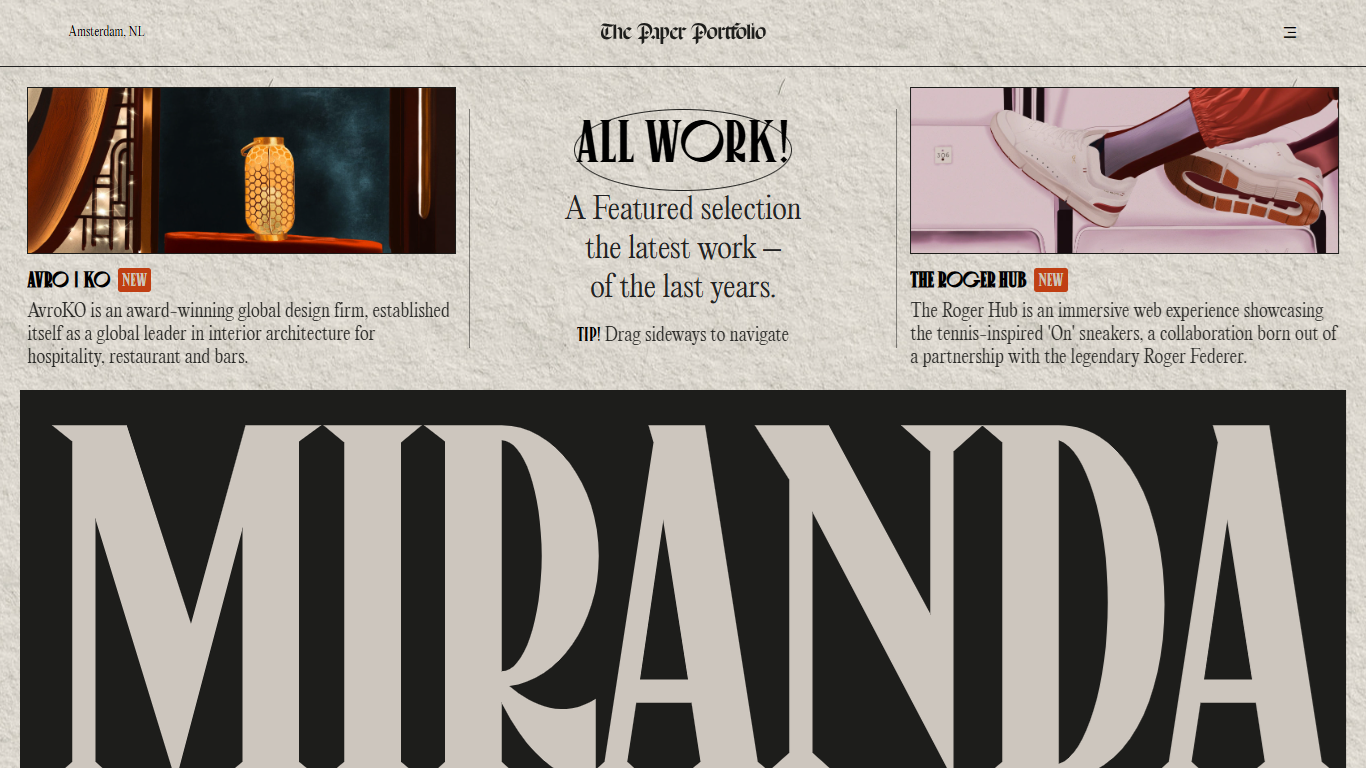 Amsterdam, NL
The Paper Portfolio
AVRO | KO NEW
AvroKO is an award-winning global design firm, established
itself as a global leader in interior architecture for
hospitality, restaurant and bars.
ALL WORK!
A Featured selection
the latest work —
of the last years.
TIP! Drag sideways to navigate
306
THE ROGER HUB NEW
The Roger Hub is an immersive web experience showcasing
the tennis-inspired 'On' sneakers, a collaboration born out of
a partnership with the legendary Roger Federer.
MIRANDA